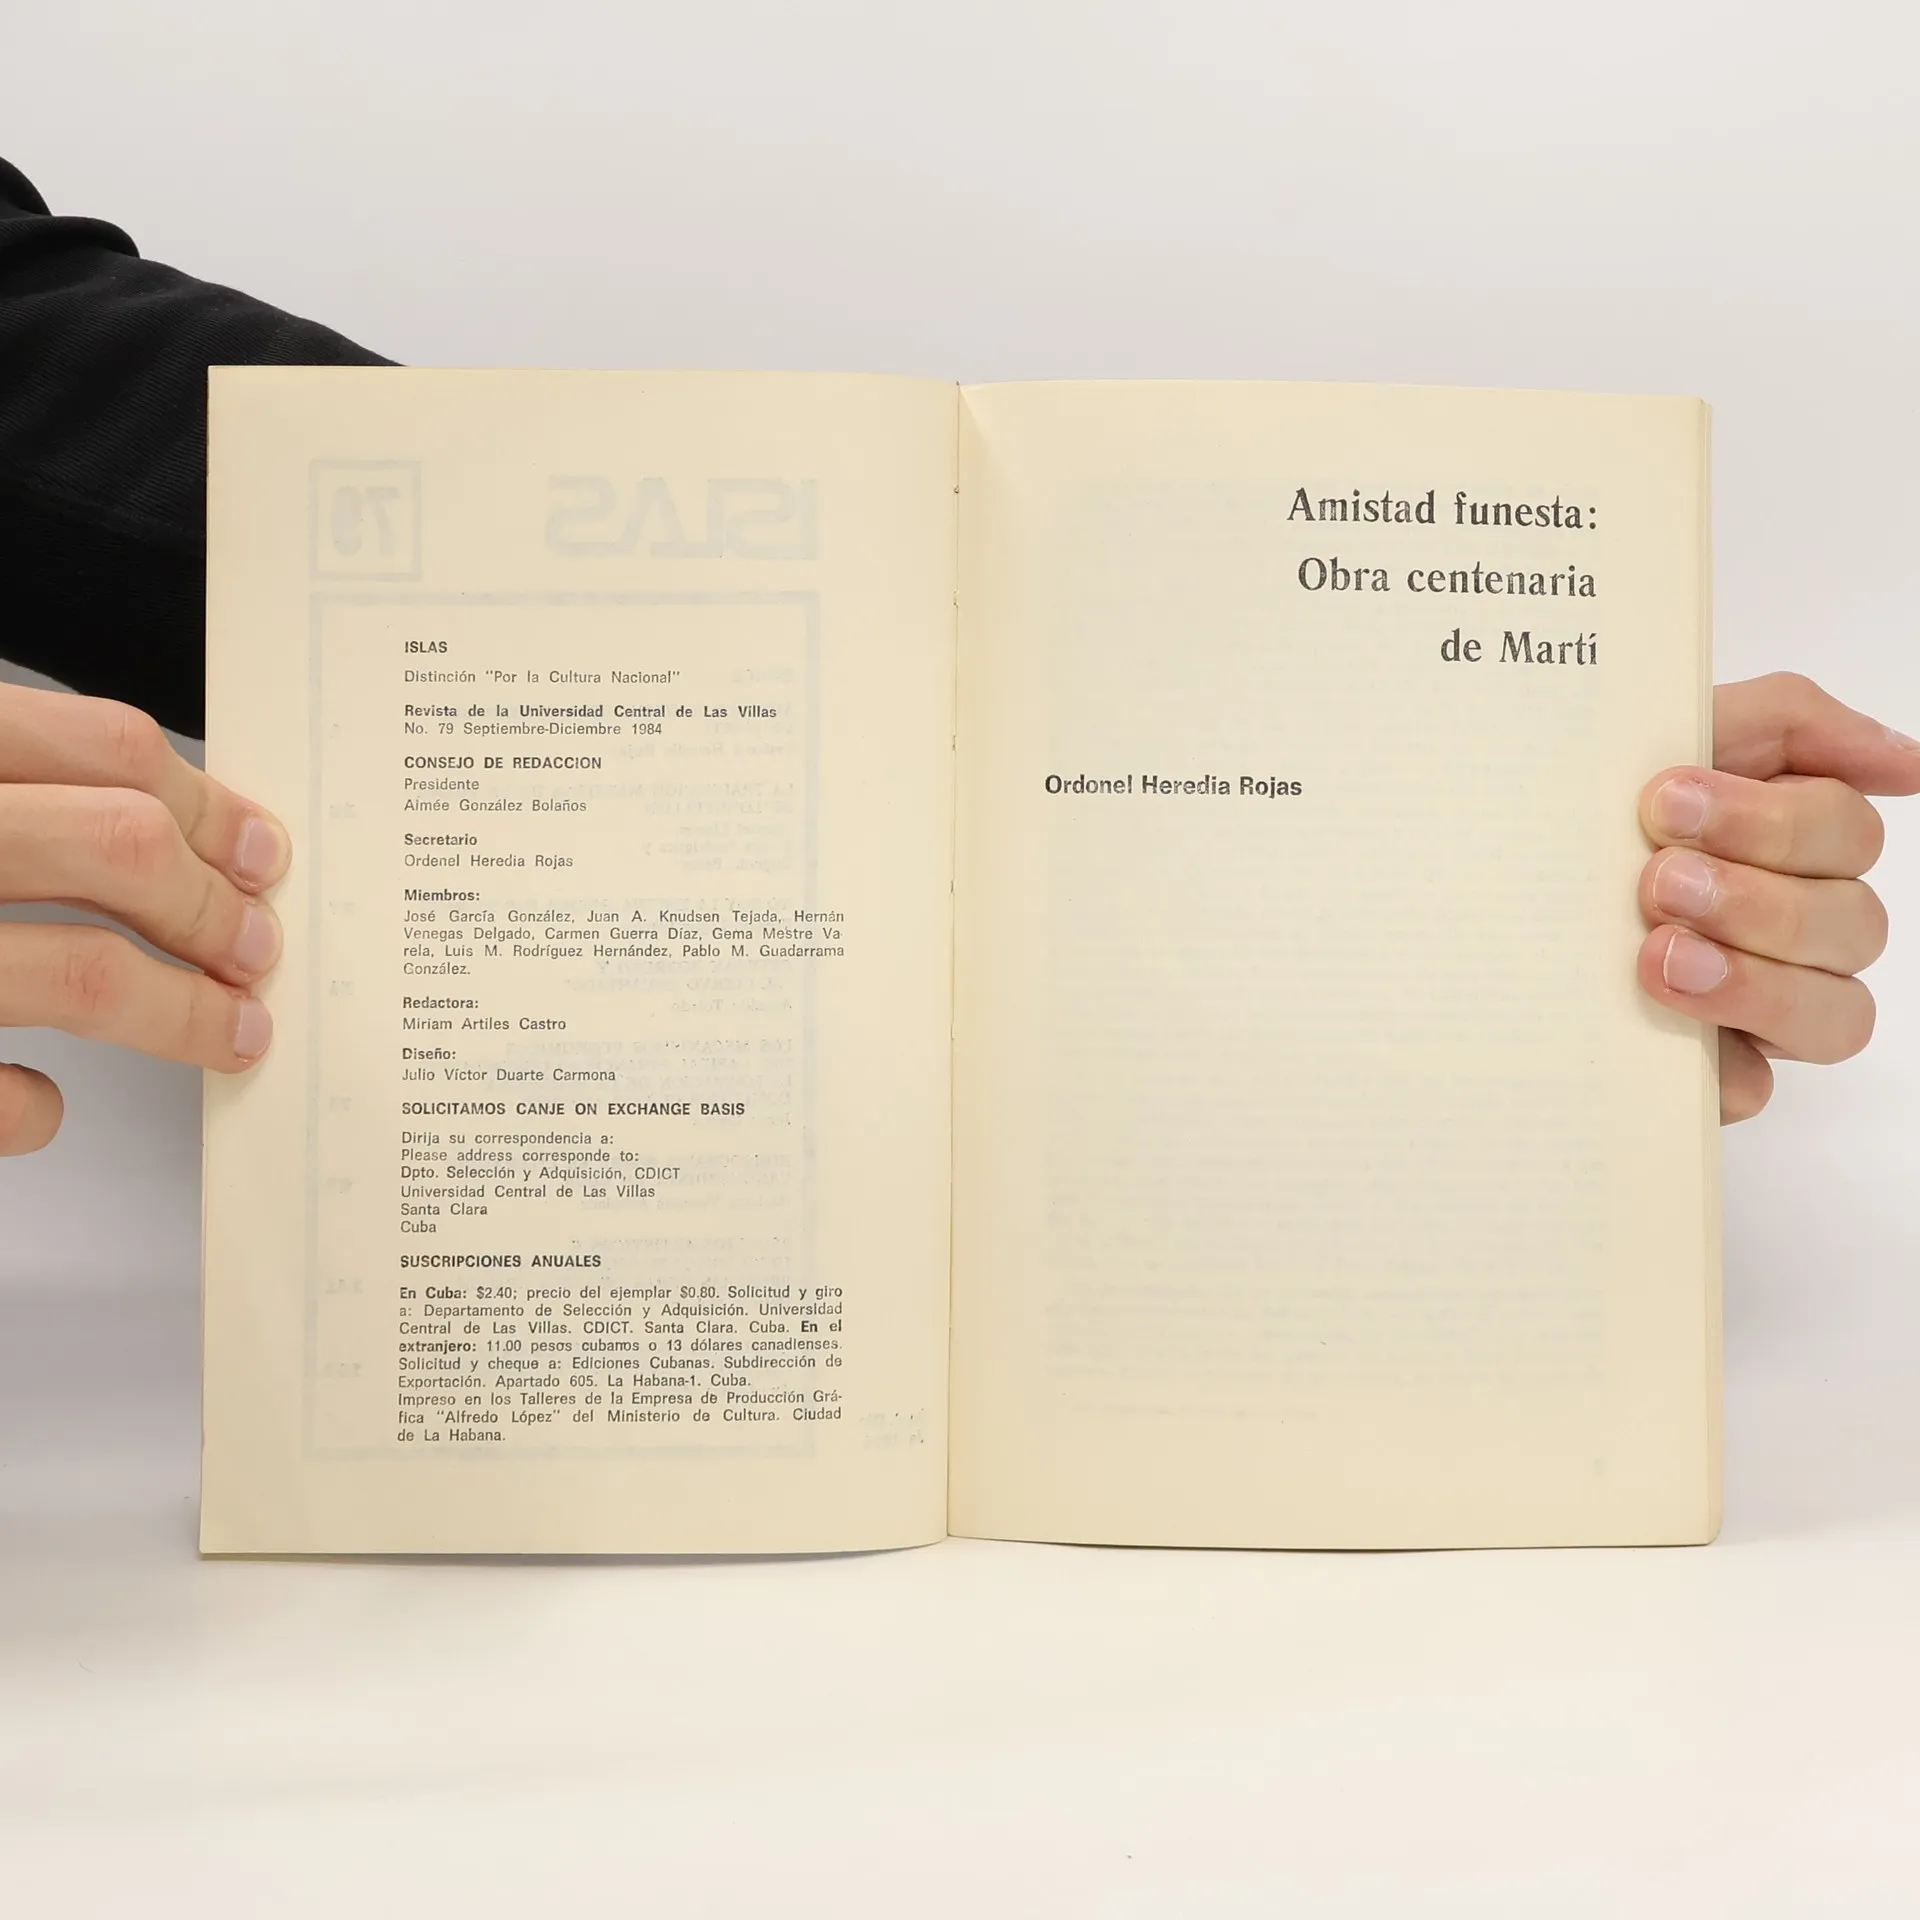 ISLAS
Distinción "Por la Cultura Nacional"
Revista de la Universidad Central de Las Villas
No. 79 Septiembre-Diciembre 1984
CONSEJO DE REDACCION
Presidente
Aimée González Bolaños
Secretario
Ordenel Heredia Rojas
Miembros:
José García González, Juan A. Knudsen Tejada, Hernán
Venegas Delgado, Carmen Guerra Díaz, Gema Mestre Va-
rela, Luis M. Rodríguez Hernández, Pablo M. Guadarrama
González.
Redactora:
Miriam Artiles Castro
Diseño:
Julio Víctor Duarte Carmona
SOLICITAMOS CANJE ON EXCHANGE BASIS
Dirija su correspondencia a:
Please address corresponde to:
Dpto. Selección y Adquisición, CDICT
Universidad Central de Las Villas
Santa Clara
Cuba
SUSCRIPCIONES ANUALES
En Cuba: $2.40; precio del ejemplar $0.80. Solicitud y giro
a: Departamento de Selección y Adquisición. Universidad
Central de Las Villas. CDICT. Santa Clara. Cuba. En el
extranjero: 11.00 pesos cubanos o 13 dólares canadienses.
Solicitud y cheque a: Ediciones Cubanas. Subdirección de
Exportación. Apartado 605. La Habana-1. Cuba.
Impreso en los Talleres de la Empresa de Producción Grá-
fica "Alfredo López" del Ministerio de Cultura. Ciudad
de La Habana.
Amistad funesta:
Obra centenaria
de Martí
Ordonel Heredia Rojas